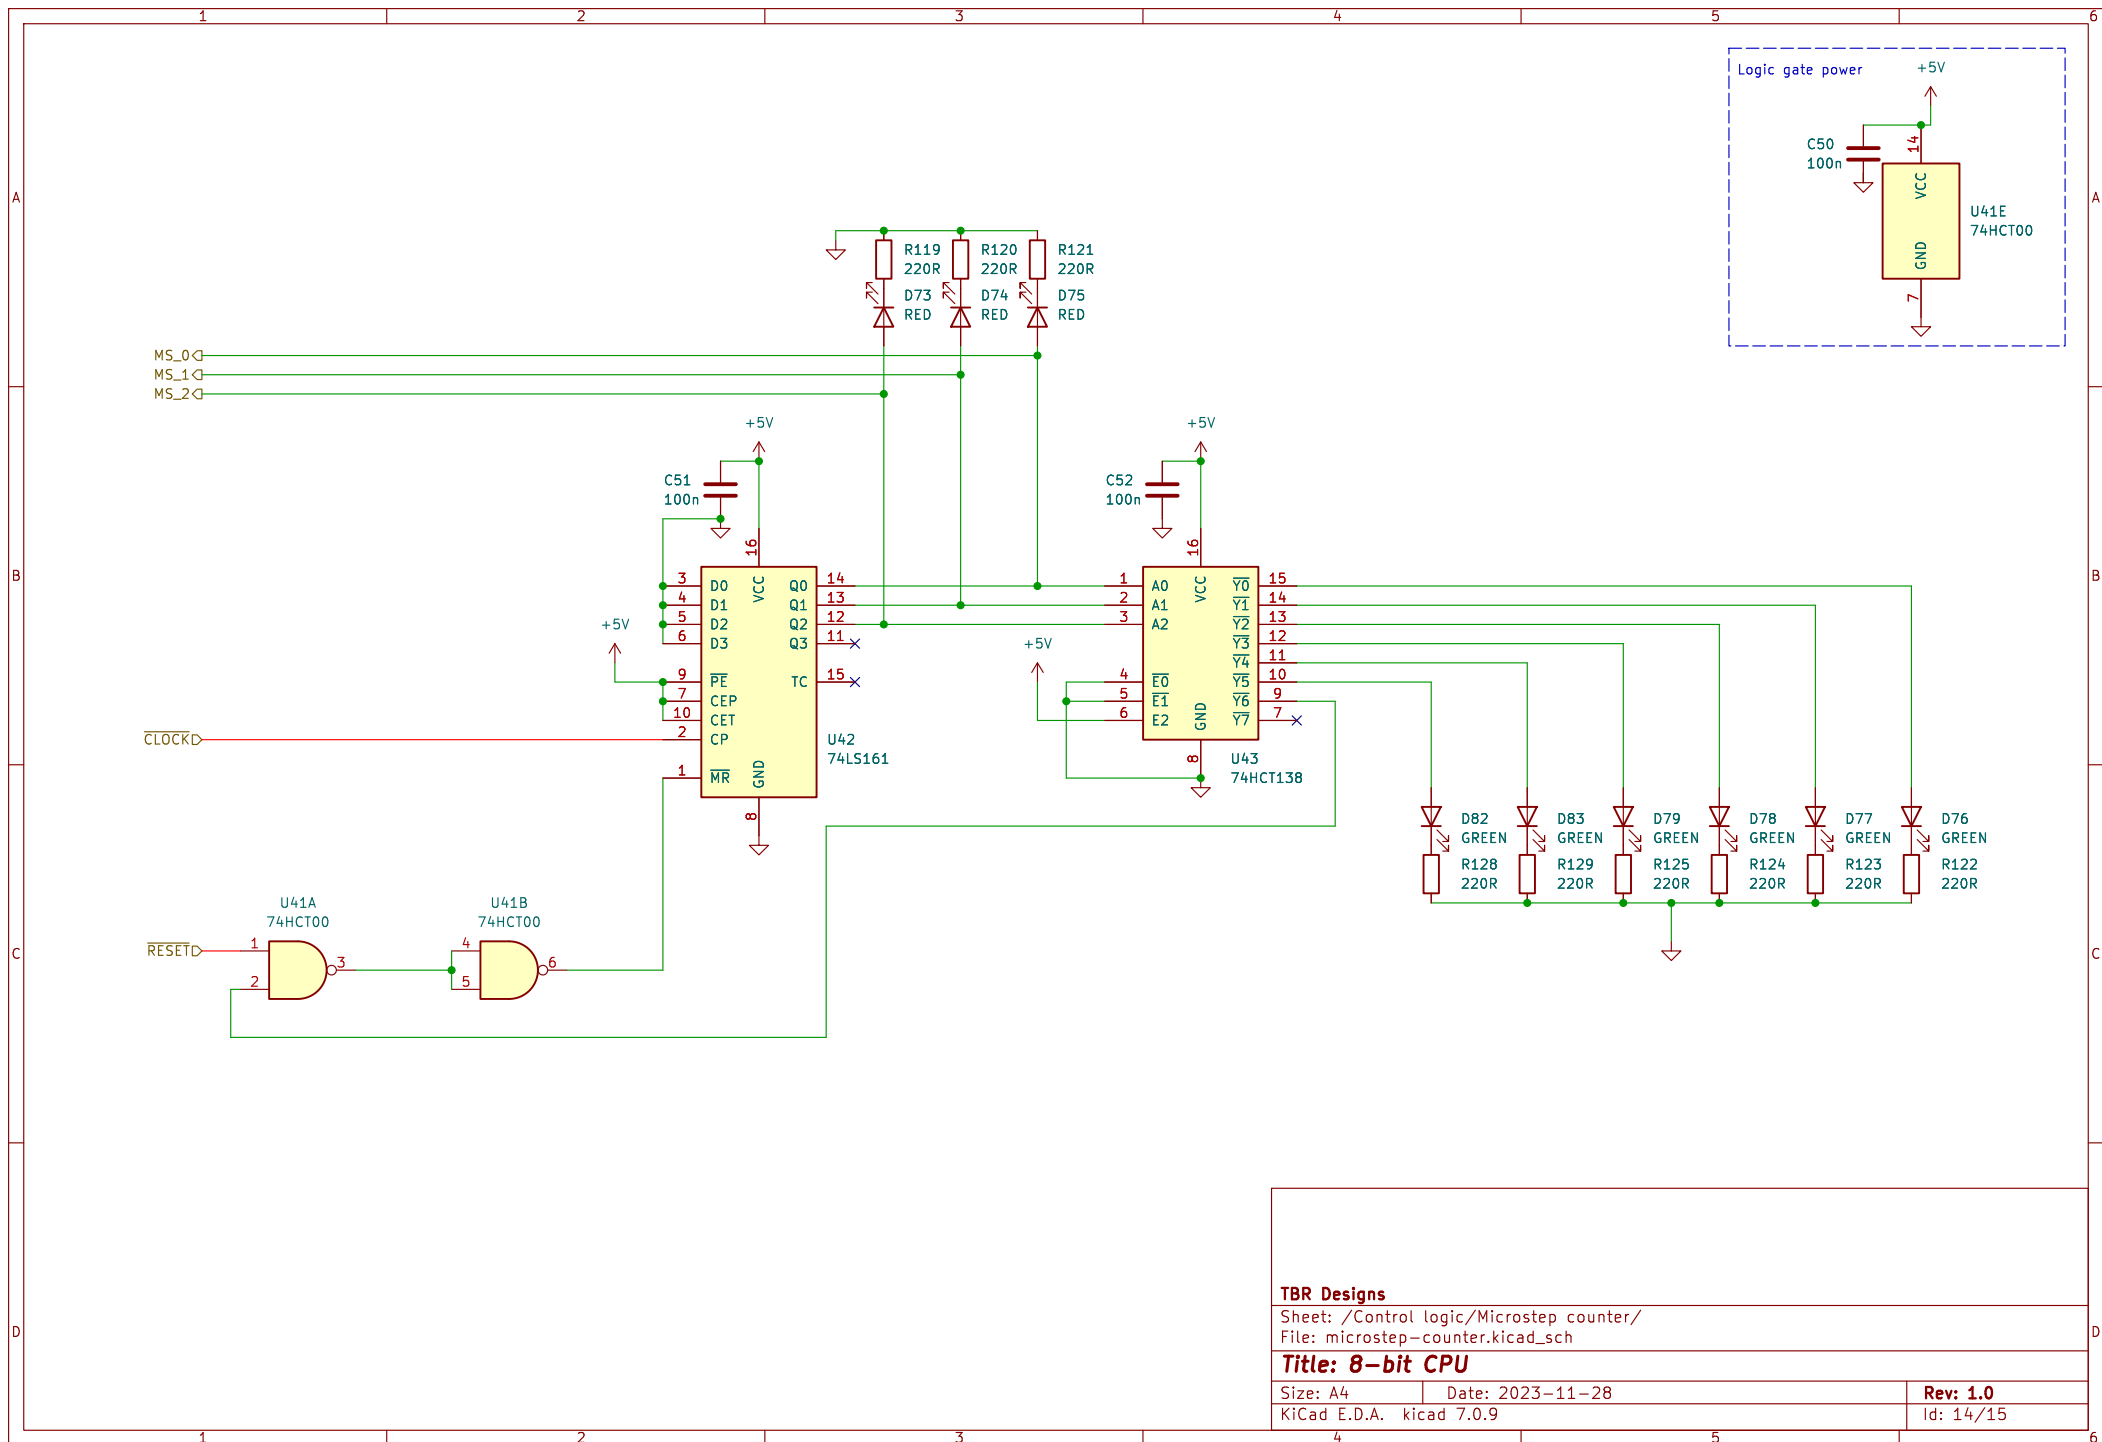 1 2 3 4 5 6
Logic gate power
+5V
C50
100n
14
VCC
GND
7
U41E
74HCT00
A A
R119
220R
R120
220R
R121
220R
D73
RED
D74
RED
D75
RED
MS_0
MS_1
MS_2
+5V
C51
100n
16
+5V
C52
100n
16
B B
3 D0
4 D1
5 D2
6 D3
9 PE
7 CEP
10 CET
2 CP
1 MR
VCC
GND
8
Q0 14
Q1 13
Q2 12
Q3 11
TC 15
U42
74LS161
+5V
+5V
1 A0
2 A1
3 A2
4 E0
5 E1
6 E2
VCC
GND
8
Y0 15
Y1 14
Y2 13
Y3 12
Y4 11
Y5 10
Y6 9
Y7 7
U43
74HCT138
CLOCK
D82
GREEN
R128
220R
D83
GREEN
R129
220R
D79
GREEN
R125
220R
D78
GREEN
R124
220R
D77
GREEN
R123
220R
D76
GREEN
R122
220R
U41A
74HCT00
U41B
74HCT00
RESET
1
2
3
4
5
6
C C
TBR Designs
Sheet: /Control logic/Microstep counter/
File: microstep-counter.kicad_sch
Title: 8-bit CPU
Size: A4 Date: 2023-11-28 Rev: 1.0
KiCad E.D.A. kicad 7.0.9 Id: 14/15
D D
1 2 3 4 5 6